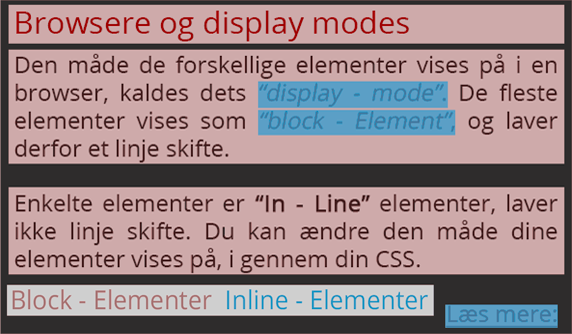 Browsere og display modes
Den måde de forskellige elementer vises på i en
browser, kaldes dets “display - mode”. De fleste
elementer vises som “block - Element”, og laver
derfor et linje skifte.
Enkelte elementer er “In - Line” elementer, laver
ikke linje skifte. Du kan ændre den måde dine
elementer vises på, i gennem din CSS.
Block - Elementer Inline - Elementer
Læs mere: